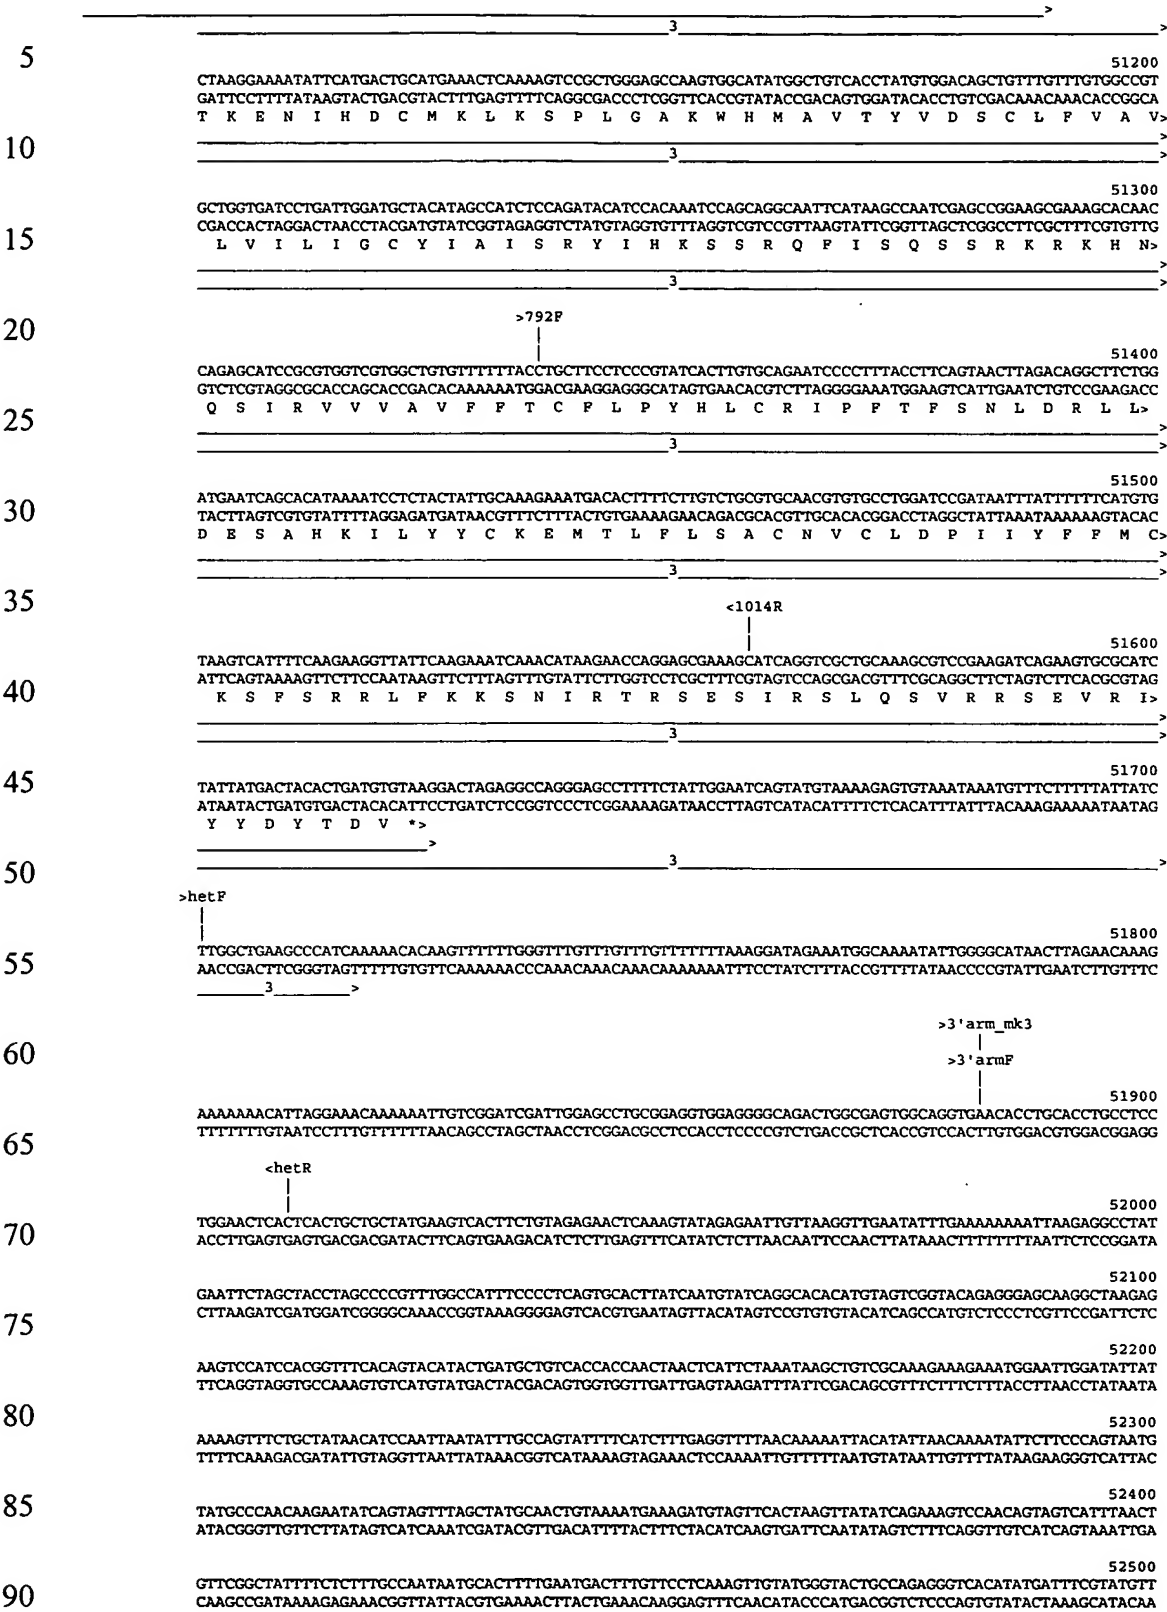 >
3 >
5
51200
CTAAGGAAAATATTCATGACTGCATGAAACTCAAAAGTCCGCTGGGAGCCAAGTGGCATATGGCTGTCACCTATGTGGACAGCTGTTTGTTTGTGGCCGT
GATTCCTTTTATAAGTACTGACGTACTTTGAGTTTTCAGGCGACCCTCGGTTCACCGTATACCGACAGTGGATACACCTGTCGACAAACAAACACCGGCA
T K E N I H D C M K L K S P L G A K W H M A V T Y V D S C L F V A V>
>
10
3 >
51300
GCTGGTGATCCTGATTGGATGCTACATAGCCATCTCCAGATACATCCACAAATCCAGCAGGCAATTCATAAGCCAATCGAGCCGGAAGCGAAAGCACAAC
CGACCACTAGGACTAACCTACGATGTATCGGTAGAGGTCTATGTAGGTGTTTAGGTCGTCCGTTAAGTATTCGGTTAGCTCGGCCTTCGCTTTCGTGTTG
15
L V I L I G C Y I A I S R Y I H K S S R Q F I S Q S S R K R K H N>
>
3 >
>792F
20
51400
CAGAGCATCCGCGTGGTCGTGGCTGTGTTTTTTACCTGCTTCCTCCCGTATCACTTGTGCAGAATCCCCTTTACCTTCAGTAACTTAGACAGGCTTCTGG
GTCTCGTAGGCGCACCAGCACCGACACAAAAAATGGACGAAGGAGGGCATAGTGAACACGTCTTAGGGGAAATGGAAGTCATTGAATCTGTCCGAAGACC
25
Q S I R V V V A V F F T C F L P Y H L C R I P F T F S N L D R L L>
>
3 >
51500
ATGAATCAGCACATAAAATCCTCTACTATTGCAAAGAAATGACACTTTTCTTGTCTGCGTGCAACGTGTGCCTGGATCCGATAATTTATTTTTTCATGTG
30
TACTTAGTCGTGTATTTTAGGAGATGATAACGTTTCTTTACTGTGAAAAGAACAGACGCACGTTGCACACGGACCTAGGCTATTAAATAAAAAAGTACAC
D E S A H K I L Y Y C K E M T L F L S A C N V C L D P I I Y F F M C>
>
3 >
35
<1014R
51600
TAAGTCATTTTCAAGAAGGTTATTCAAGAAATCAAACATAAGAACCAGGAGCGAAAGCATCAGGTCGCTGCAAAGCGTCCGAAGATCAGAAGTGCGCATC
ATTCAGTAAAAGTTCTTCCAATAAGTTCTTTAGTTTGTATTCTTGGTCCTCGCTTTCGTAGTCCAGCGACGTTTCGCAGGCTTCTAGTCTTCACGCGTAG
40
K S F S R R L F K K S N I R T R S E S I R S L Q S V R R S E V R I>
>
3 >
45
51700
TATTATGACTACACTGATGTGTAAGGACTAGAGGCCAGGGAGCCTTTTCTATTGGAATCAGTATGTAAAAGAGTGTAAATAAATGTTTCTTTTTATTATC
ATAATACTGATGTGACTACACATTCCTGATCTCCGGTCCCTCGGAAAAGATAACCTTAGTCATACATTTTCTCACATTTATTTACAAAGAAAAATAATAG
Y Y D Y T D V *>
>
3 >
50
>hetF
51800
TTGGCTGAAGCCCATCAAAAACACAAGTTTTTTGGGTTTGTTTGTTTGTTTTTTTAAAGGATAGAAATGGCAAAATATTGGGGCATAACTTAGAACAAAG
55
AACCGACTTCGGGTAGTTTTTGTGTTCAAAAAACCCAAACAAACAAACAAAAAAATTTCCTATCTTTACCGTTTTATAACCCCGTATTGAATCTTGTTTC
3 >
>3'arm_mk3
60
>3'armF
51900
AAAAAAACATTAGGAAACAAAAAATTGTCGGATCGATTGGAGCCTGCGGAGGTGGAGGGGCAGACTGGCGAGTGGCAGGTGAACACCTGCACCTGCCTCC
TTTTTTTGTAATCCTTTGTTTTTTAACAGCCTAGCTAACCTCGGACGCCTCCACCTCCCCGTCTGACCGCTCACCGTCCACTTGTGGACGTGGACGGAGG
65
<hetR
52000
TGGAACTCACTCACTGCTGCTATGAAGTCACTTCTGTAGAGAACTCAAAGTATAGAGAATTGTTAAGGTTGAATATTTGAAAAAAAATTAAGAGGCCTAT
70
ACCTTGAGTGAGTGACGACGATACTTCAGTGAAGACATCTCTTGAGTTTCATATCTCTTAACAATTCCAACTTATAAACTTTTTTTTAATTCTCCGGATA
52100
GAATTCTAGCTACCTAGCCCCGTTTGGCCATTTCCCCTCAGTGCACTTATCAATGTATCAGGCACACATGTAGTCGGTACAGAGGGAGCAAGGCTAAGAG
75
CTTAAGATCGATGGATCGGGGCAAACCGGTAAAGGGGAGTCACGTGAATAGTTACATAGTCCGTGTGTACATCAGCCATGTCTCCCTCGTTCCGATTCTC
52200
AAGTCCATCCACGGTTTCACAGTACATACTGATGCTGTCACCACCAACTAACTCATTCTAAATAAGCTGTCGCAAAGAAAGAAATGGAATTGGATATTAT
TTCAGGTAGGTGCCAAAGTGTCATGTATGACTACGACAGTGGTGGTTGATTGAGTAAGATTTATTCGACAGCGTTTCTTTCTTTACCTTAACCTATAATA
80
52300
AAAAGTTTCTGCTATAACATCCAATTAATATTTGCCAGTATTTTCATCTTTGAGGTTTTAACAAAAATTACATATTAACAAAATATTCTTCCCAGTAATG
TTTTCAAAGACGATATTGTAGGTTAATTATAAACGGTCATAAAAGTAGAAACTCCAAAATTGTTTTTAATGTATAATTGTTTTATAAGAAGGGTCATTAC
52400
85
TATGCCCAACAAGAATATCAGTAGTTTAGCTATGCAACTGTAAAATGAAAGATGTAGTTCACTAAGTTATATCAGAAAGTCCAACAGTAGTCATTTAACT
ATACGGGTTGTTCTTATAGTCATCAAATCGATACGTTGACATTTTACTTTCTACATCAAGTGATTCAATATAGTCTTTCAGGTTGTCATCAGTAAATTGA
52500
GTTCGGCTATTTTCTCTTTGCCAATAATGCACTTTTGAATGACTTTGTTCCTCAAAGTTGTATGGGTACTGCCAGAGGGTCACATATGATTTCGTATGTT
90
CAAGCCGATAAAAGAGAAACGGTTATTACGTGAAAACTTACTGAAACAAGGAGTTTCAACATACCCATGACGGTCTCCCAGTGTATACTAAAGCATACAA